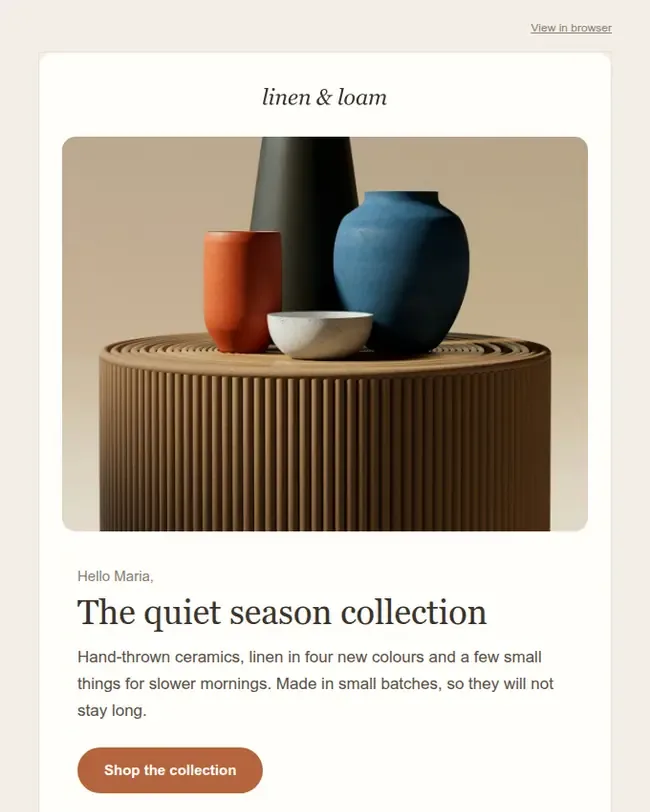 View in browser
linen & loam
Hello Maria,
The quiet season collection
Hand-thrown ceramics, linen in four new colours and a few small
things for slower mornings. Made in small batches, so they will not
stay long.
Shop the collection